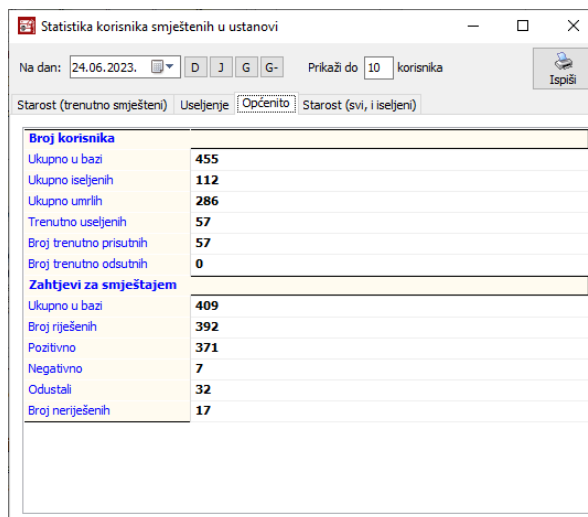 Statistika korisnika smještenih u ustanovi
Na dan: 24.06.2023. D J G G- Prikaži do 10 korisnika Ispiši
Starost (trenutno smješteni) Useljenje Općenito Starost (svi, i iseljeni)
Broj korisnika
Ukupno u bazi 455
Ukupno iseljenih 112
Ukupno umrlih 286
Trenutno useljenih 57
Broj trenutno prisutnih 57
Broj trenutno odsutnih 0
Zahtjevi za smještajem
Ukupno u bazi 409
Broj riješenih 392
Pozitivno 371
Negativno 7
Odustali 32
Broj neriješenih 17